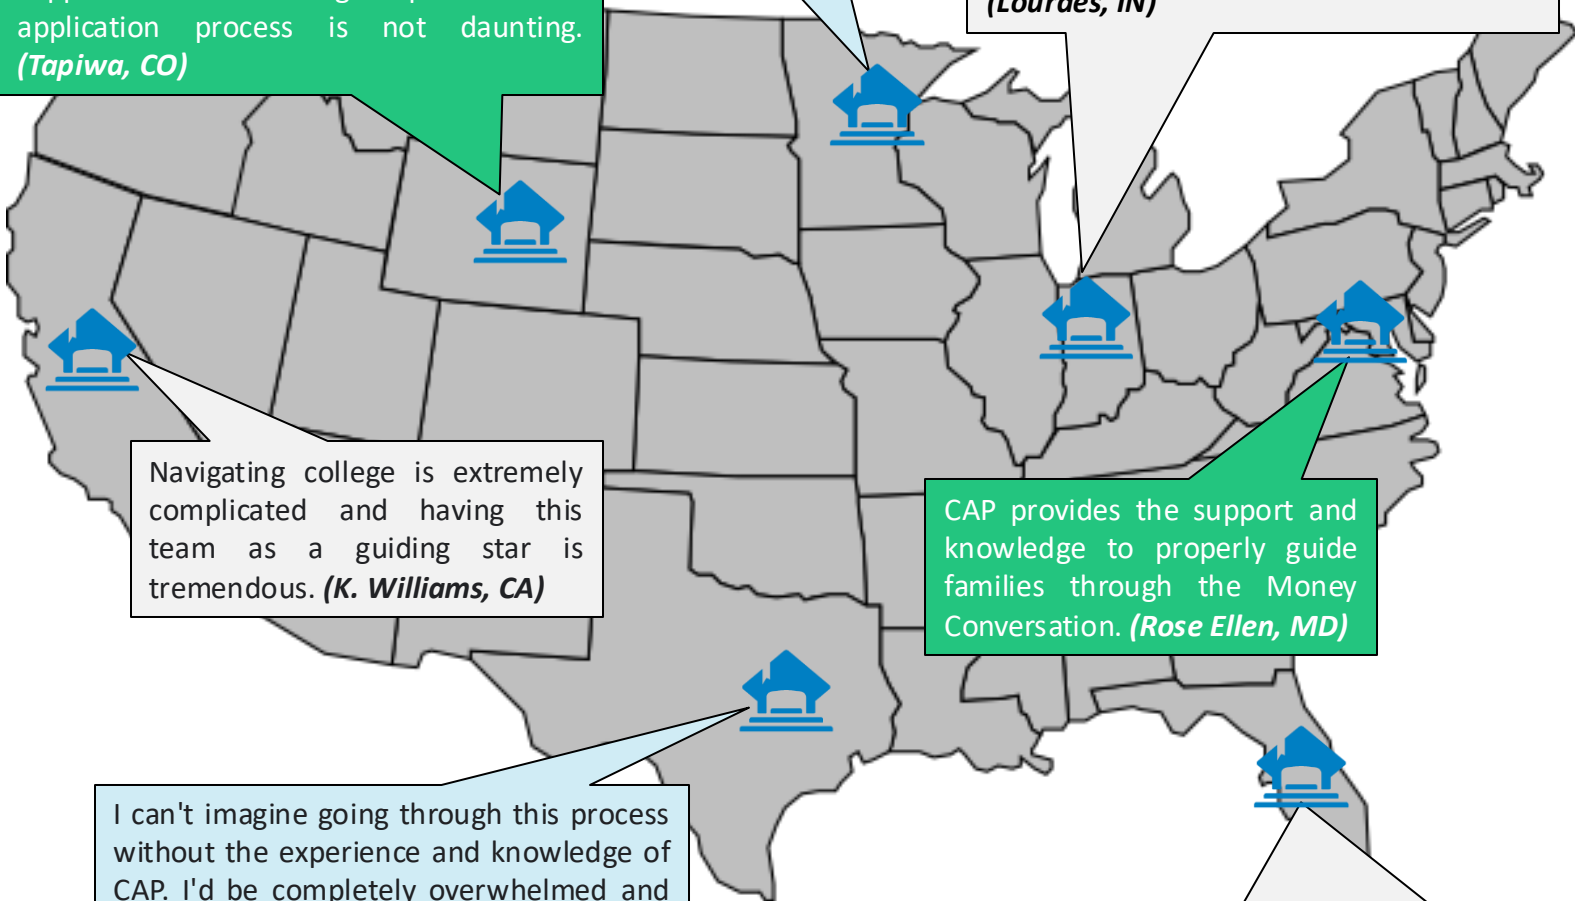 application process is not daunting.
(Tapiwa, CO)
(Lourdes, IN)
Navigating college is extremely
complicated and having this
team as a guiding star is
tremendous. (K. Williams, CA)
CAP provides the support and
knowledge to properly guide
families through the Money
Conversation. (Rose Ellen, MD)
I can't imagine going through this process
without the experience and knowledge of
CAP. I'd be completely overwhelmed and